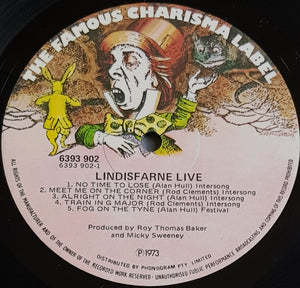 THE FAMOUS CHARISMA LABEL
6393 902
6393 902-1
LINDISFARNE LIVE
1. NO TIME TO LOSE (Alan Hull) Intersong
2. MEET ME ON THE CORNER (Rod Clements) Intersong
3. ALRIGHT ON THE NIGHT (Alan Hull) Intersong
4. TRAIN IN G MAJOR (Rod Clements) Intersong
5. FOG ON THE TYNE (Alan Hull) Festival
Produced by Roy Thomas Baker
and Micky Sweeney
Ⓟ1973
DISTRIBUTED BY PHONOGRAM PTY. LIMITED
ALL RIGHTS OF THE MANUFACTURER AND OF THE OWNER OF THE RECORDED WORK RESERVED. UNAUTHORISED PUBLIC PERFORMANCE, BROADCASTING AND COPYING OF THIS RECORD PROHIBITED